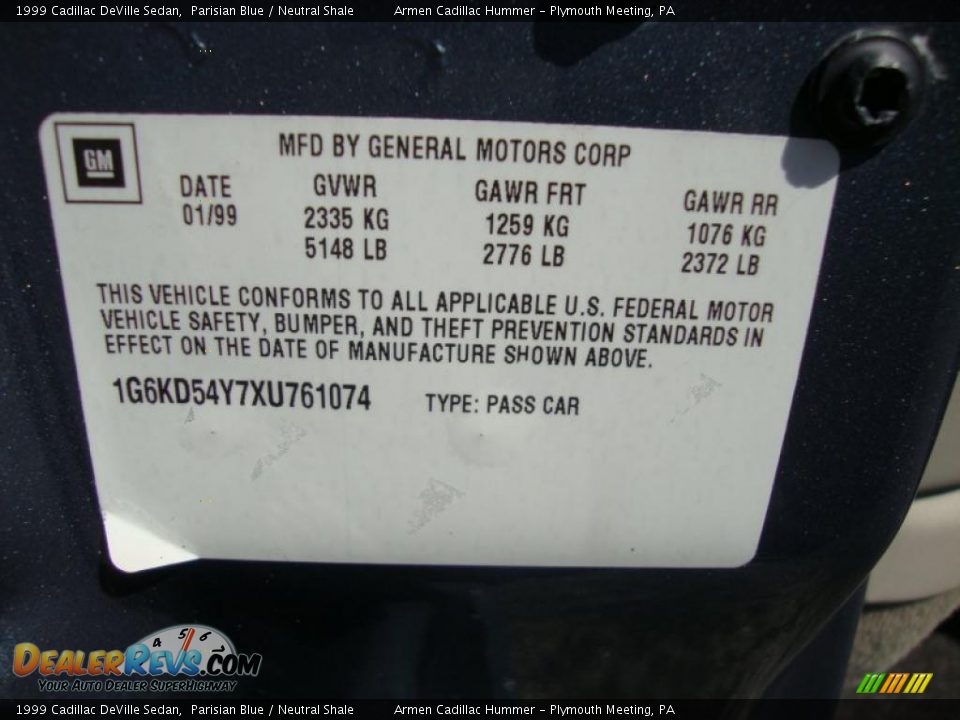 1999 Cadillac DeVille Sedan, Parisian Blue / Neutral Shale Armen Cadillac Hummer - Plymouth Meeting, PA
GM
MFD BY GENERAL MOTORS CORP
DATE GVWR GAWR FRT GAWR RR
01/99 2335 KG 1259 KG 1076 KG
5148 LB 2776 LB 2372 LB
THIS VEHICLE CONFORMS TO ALL APPLICABLE U.S. FEDERAL MOTOR
VEHICLE SAFETY, BUMPER, AND THEFT PREVENTION STANDARDS IN
EFFECT ON THE DATE OF MANUFACTURE SHOWN ABOVE.
1G6KD54Y7XU761074 TYPE: PASS CAR
4 5 6
DEALERREVS.COM
Your Auto Dealer SuperHighway
1999 Cadillac DeVille Sedan, Parisian Blue / Neutral Shale Armen Cadillac Hummer - Plymouth Meeting, PA